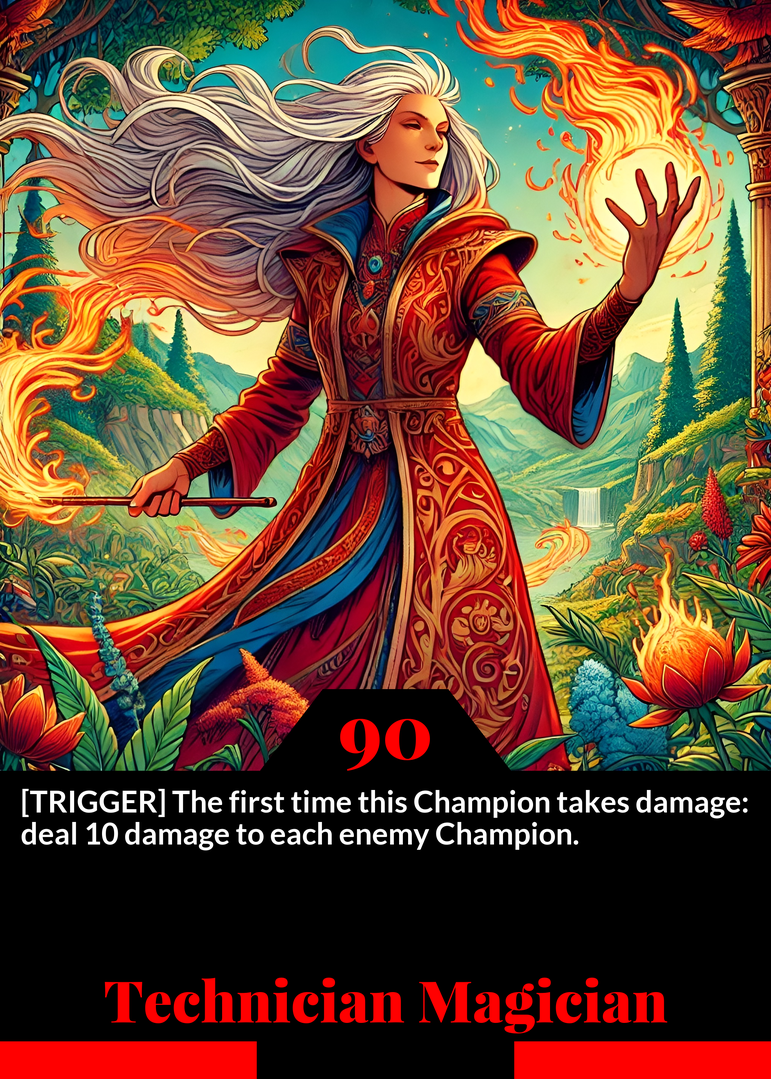 90
[TRIGGER] The first time this Champion takes damage:
deal 10 damage to each enemy Champion.
Technician Magician